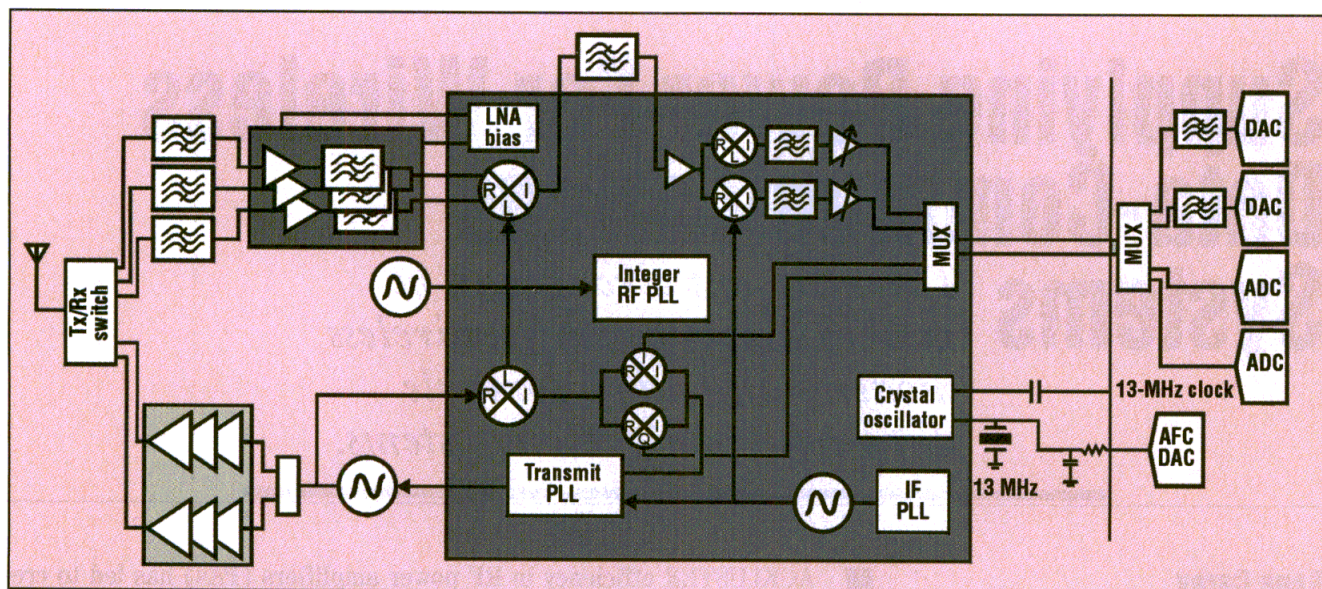 LNA
bias
R
I
L
R
L
I
R
L
I
DAC
DAC
MUX
MUX
ADC
ADC
Tx/Rx
switch
Integer
RF PLL
L
R
I
I
R
I
R
I
Q
Transmit
PLL
IF
PLL
Crystal
oscillator
13-MHz clock
13 MHz
AFC
DAC